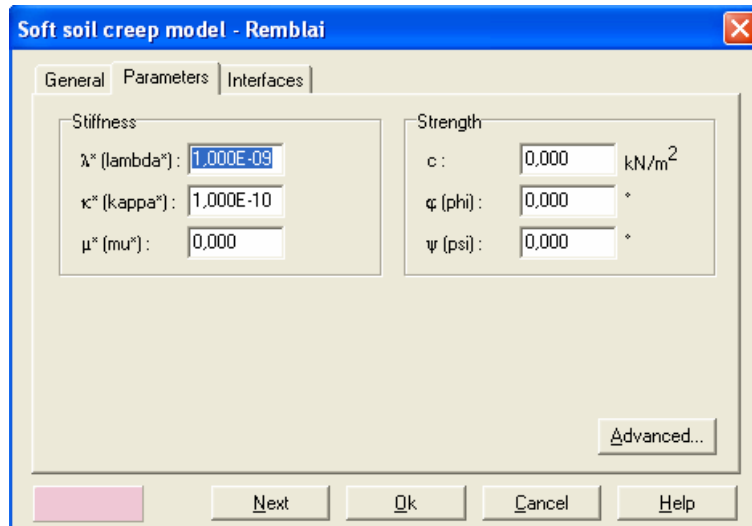 Soft soil creep model - Remblai
General Parameters Interfaces
Stiffness
λ* (lambda*) : 1,000E-09
κ* (kappa*) : 1,000E-10
μ* (mu*) : 0,000
Strength
c : 0,000 kN/m²
φ (phi) : 0,000 °
ψ (psi) : 0,000 °
Advanced...
Next Ok Cancel Help